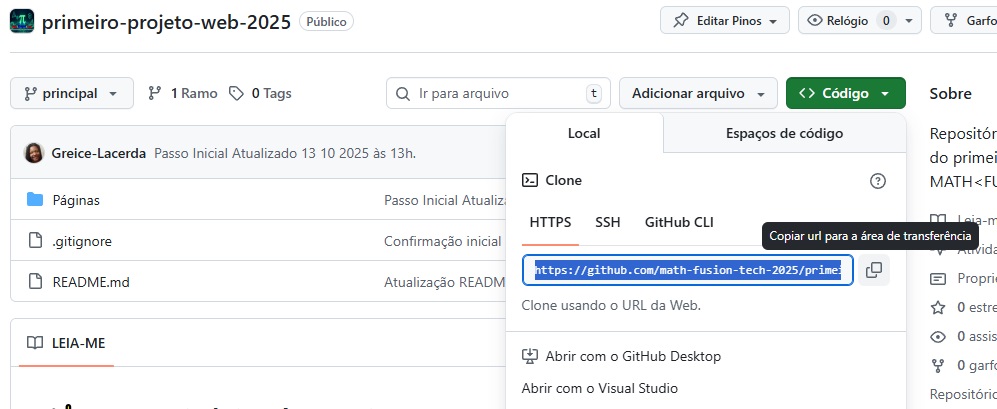 primeiro-projeto-web-2025 Público Editar Pinos Relógio 0 Garfo
principal 1 Ramo 0 Tags Ir para arquivo t Adicionar arquivo Código Sobre
Local Espaços de código
Greice-Lacerda Passo Inicial Atualizado 13 10 2025 às 13h.
Páginas Passo Inicial Atualiza
.gitignore Confirmação inicial
README.md Atualização READM
LEIA-ME
Clone
HTTPS SSH GitHub CLI
Copiar url para a área de transferência
https://github.com/math-fusion-tech-2025/primei
Clone usando o URL da Web.
Abrir com o GitHub Desktop
Abrir com o Visual Studio
Repositór
do primei
MATH<FU
Leia-m
Ativida
Proprie
0 estre
0 assis
0 garfo
Repositório